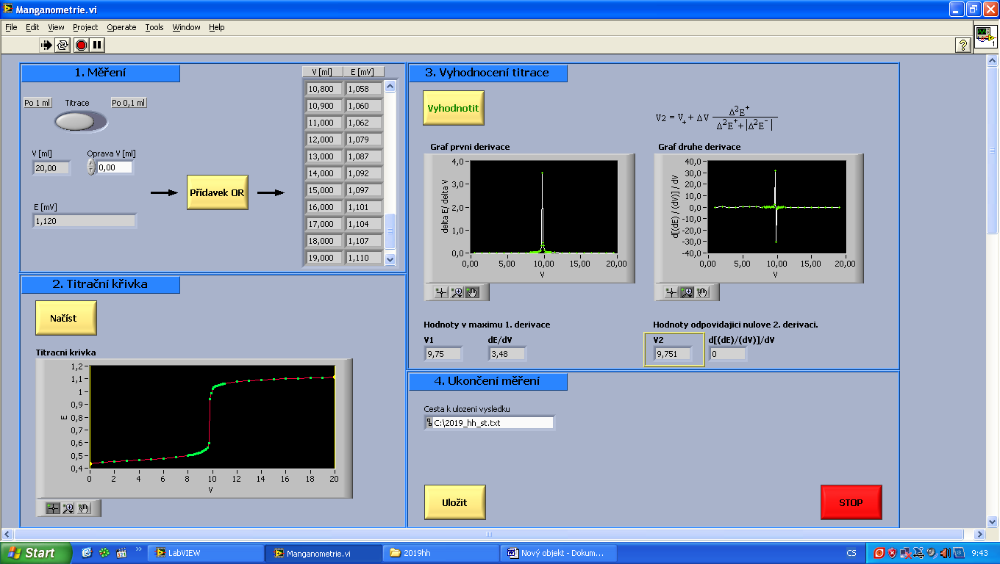 Manganometrie.vi
File Edit View Project Operate Tools Window Help
1
1. Měření
Po 1 ml
Titrace
Po 0,1 ml
V [ml]
20,00
Oprava V [ml]
0,00
E [mV]
1,120
Přídavek OR
V [ml] E [mV]
10,800 1,058
10,900 1,060
11,000 1,062
12,000 1,079
13,000 1,087
14,000 1,092
15,000 1,097
16,000 1,101
17,000 1,104
18,000 1,107
19,000 1,110
2. Titrační křivka
Načíst
Titracni krivka
1,2
1,1
1
0,9
0,8
0,7
0,6
0,5
0,4
E
0 2 4 6 8 10 12 14 16 18 20
V
3. Vyhodnocení titrace
Vyhodnotit
V2 = V+ + ΔV Δ²E⁺ / Δ²E⁺+|Δ²E⁻|
Graf prvni derivace
4,0
3,0
2,0
1,0
0,0
delta E/ delta V
0,00 5,00 10,00 15,00 20,00
V
Graf druhe derivace
40,0
30,0
20,0
10,0
0,0
-10,0
-20,0
-30,0
-40,0
d[(dE) / (dV)] / dV
0,00 5,00 10,00 15,00 20,00
V
Hodnoty v maximu 1. derivace
V1 dE/dV
9,75 3,48
Hodnoty odpovidajici nulove 2. derivaci.
V2 d[(dE)/(dV)]/dV
9,751 0
4. Ukončení měření
Cesta k ulozeni vysledku
C:\2019_hh_st.txt
Uložit
STOP
Start
LabVIEW
Manganometrie.vi
2019hh
Nový objekt - Dokum...
CS
9:43